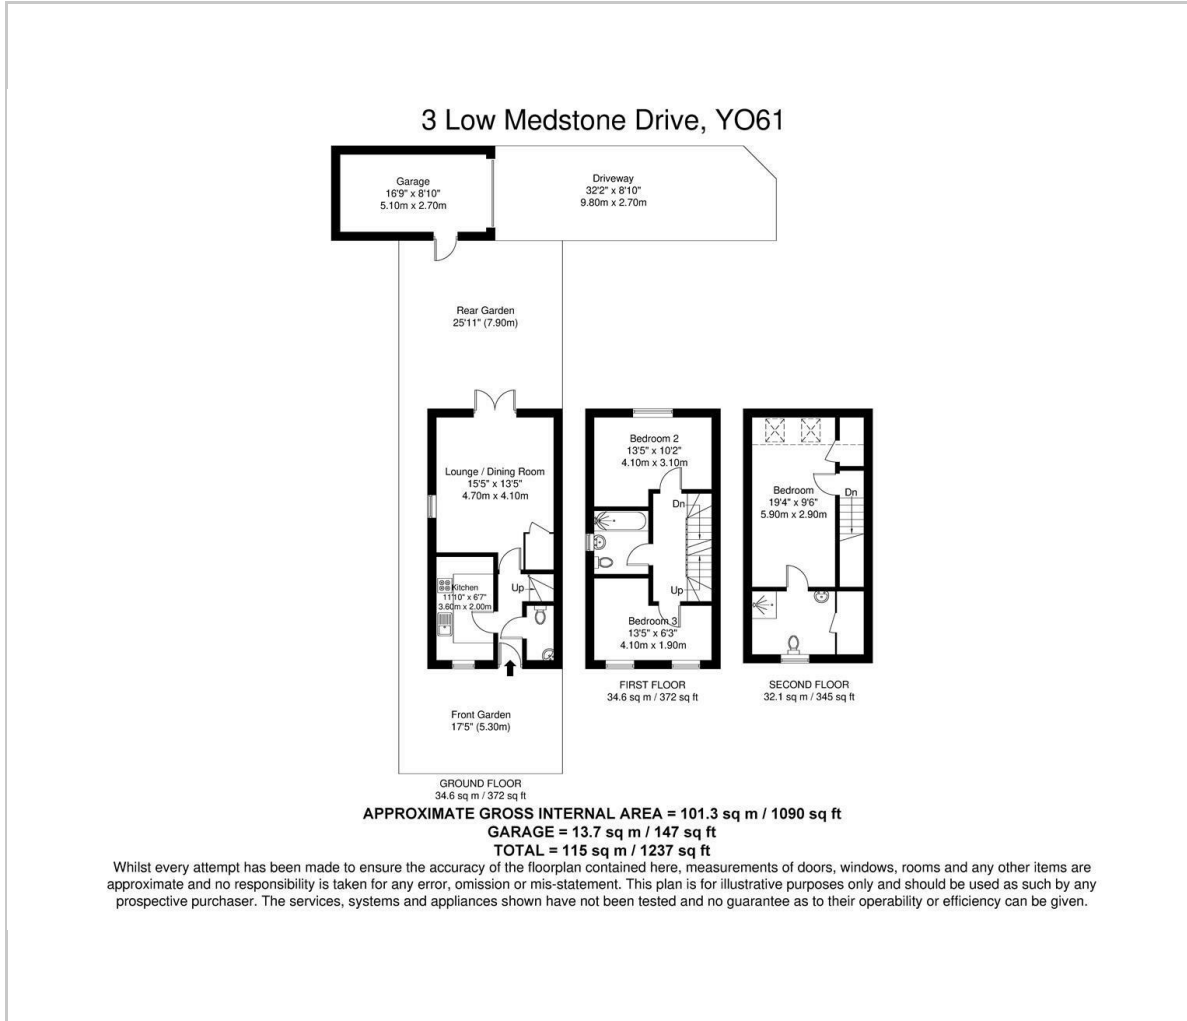 3 Low Medstone Drive, YO61
Garage
16'9" x 8'10"
5.10m x 2.70m
Driveway
32'2" x 8'10"
9.80m x 2.70m
Rear Garden
25'11" (7.90m)
Lounge / Dining Room
15'5" x 13'5"
4.70m x 4.10m
Kitchen
11'10" x 6'7"
3.60m x 2.00m
Up
Front Garden
17'5" (5.30m)
GROUND FLOOR
34.6 sq m / 372 sq ft
Bedroom 2
13'5" x 10'2"
4.10m x 3.10m
Dn
Up
Bedroom 3
13'5" x 6'3"
4.10m x 1.90m
FIRST FLOOR
34.6 sq m / 372 sq ft
Bedroom
19'4" x 9'6"
5.90m x 2.90m
Dn
SECOND FLOOR
32.1 sq m / 345 sq ft
APPROXIMATE GROSS INTERNAL AREA = 101.3 sq m / 1090 sq ft
GARAGE = 13.7 sq m / 147 sq ft
TOTAL = 115 sq m / 1237 sq ft
Whilst every attempt has been made to ensure the accuracy of the floorplan contained here, measurements of doors, windows, rooms and any other items are
approximate and no responsibility is taken for any error, omission or mis-statement. This plan is for illustrative purposes only and should be used as such by any
prospective purchaser. The services, systems and appliances shown have not been tested and no guarantee as to their operability or efficiency can be given.